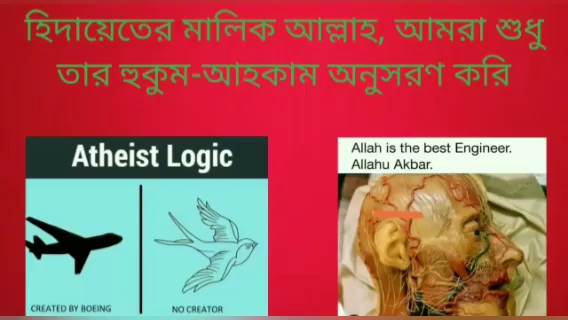 হিদায়েতের মালিক আল্লাহ, আমরা শুধু
তার হুকুম-আহকাম অনুসরণ করি
Atheist Logic
CREATED BY BOEING
NO CREATOR
Allah is the best Engineer.
Allahu Akbar.